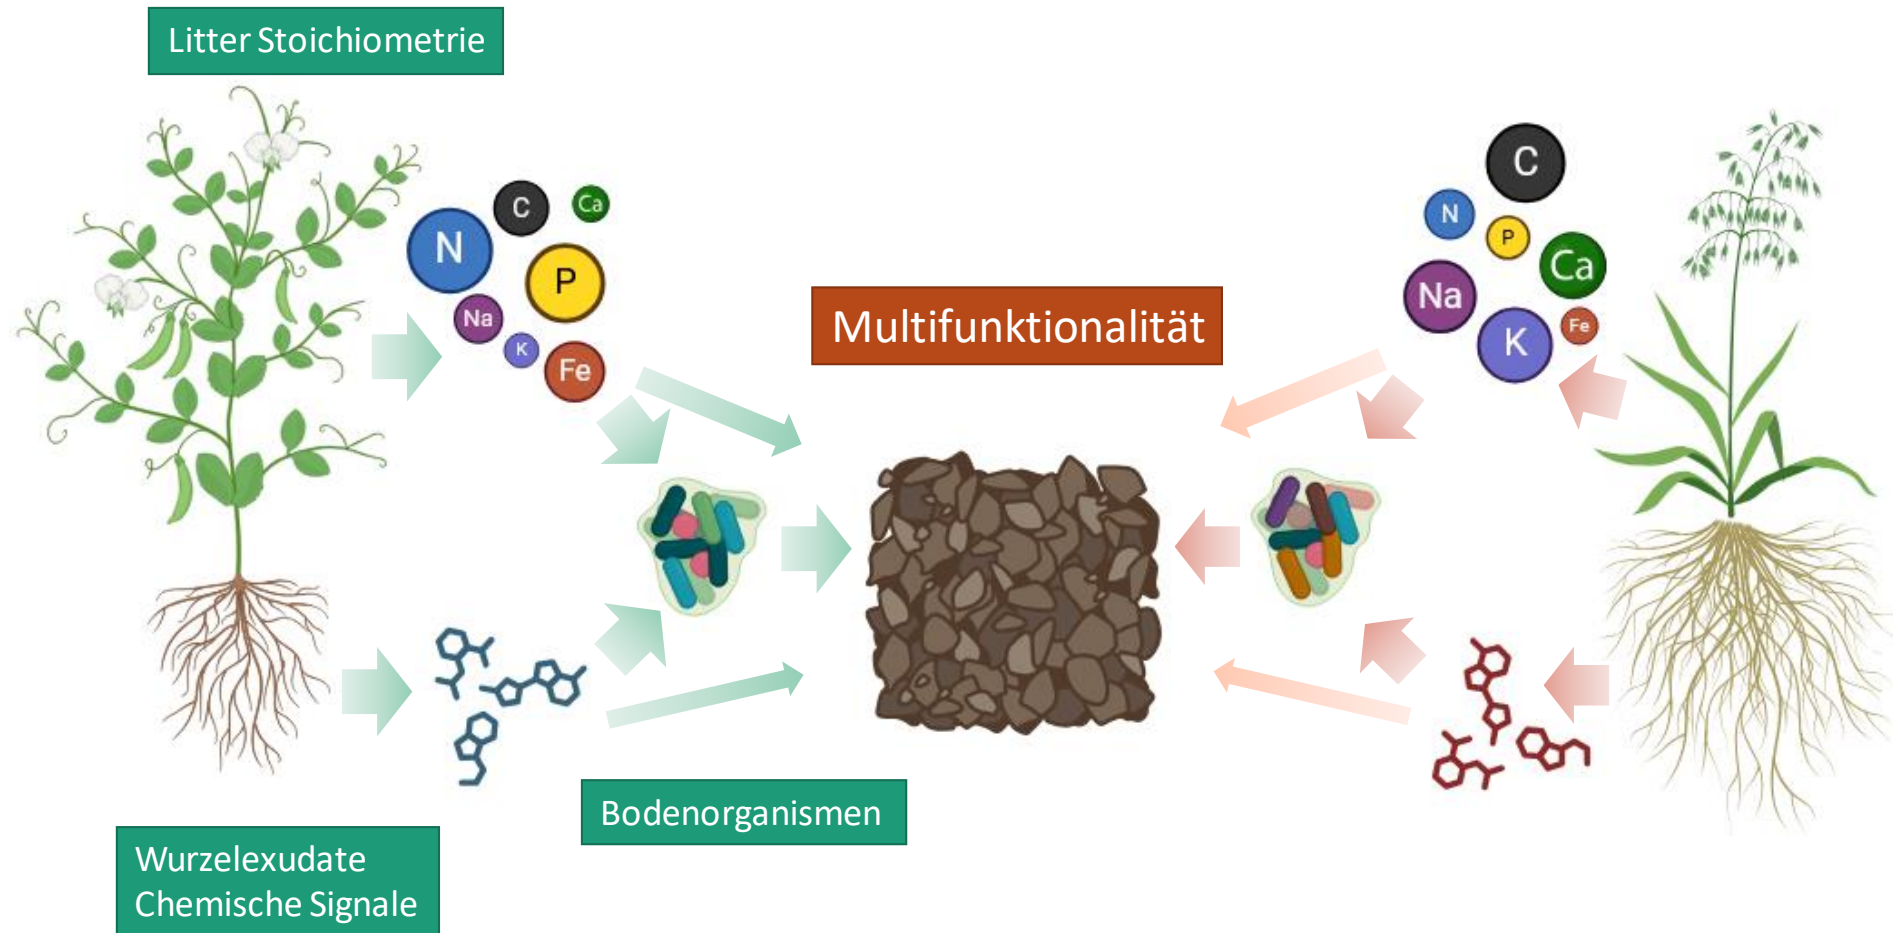 Litter Stoichiometrie
C
Ca
N
P
Na
K
Fe
Multifunktionalität
C
N
P
Ca
Na
K
Fe
Bodenorganismen
Wurzelexudate
Chemische Signale